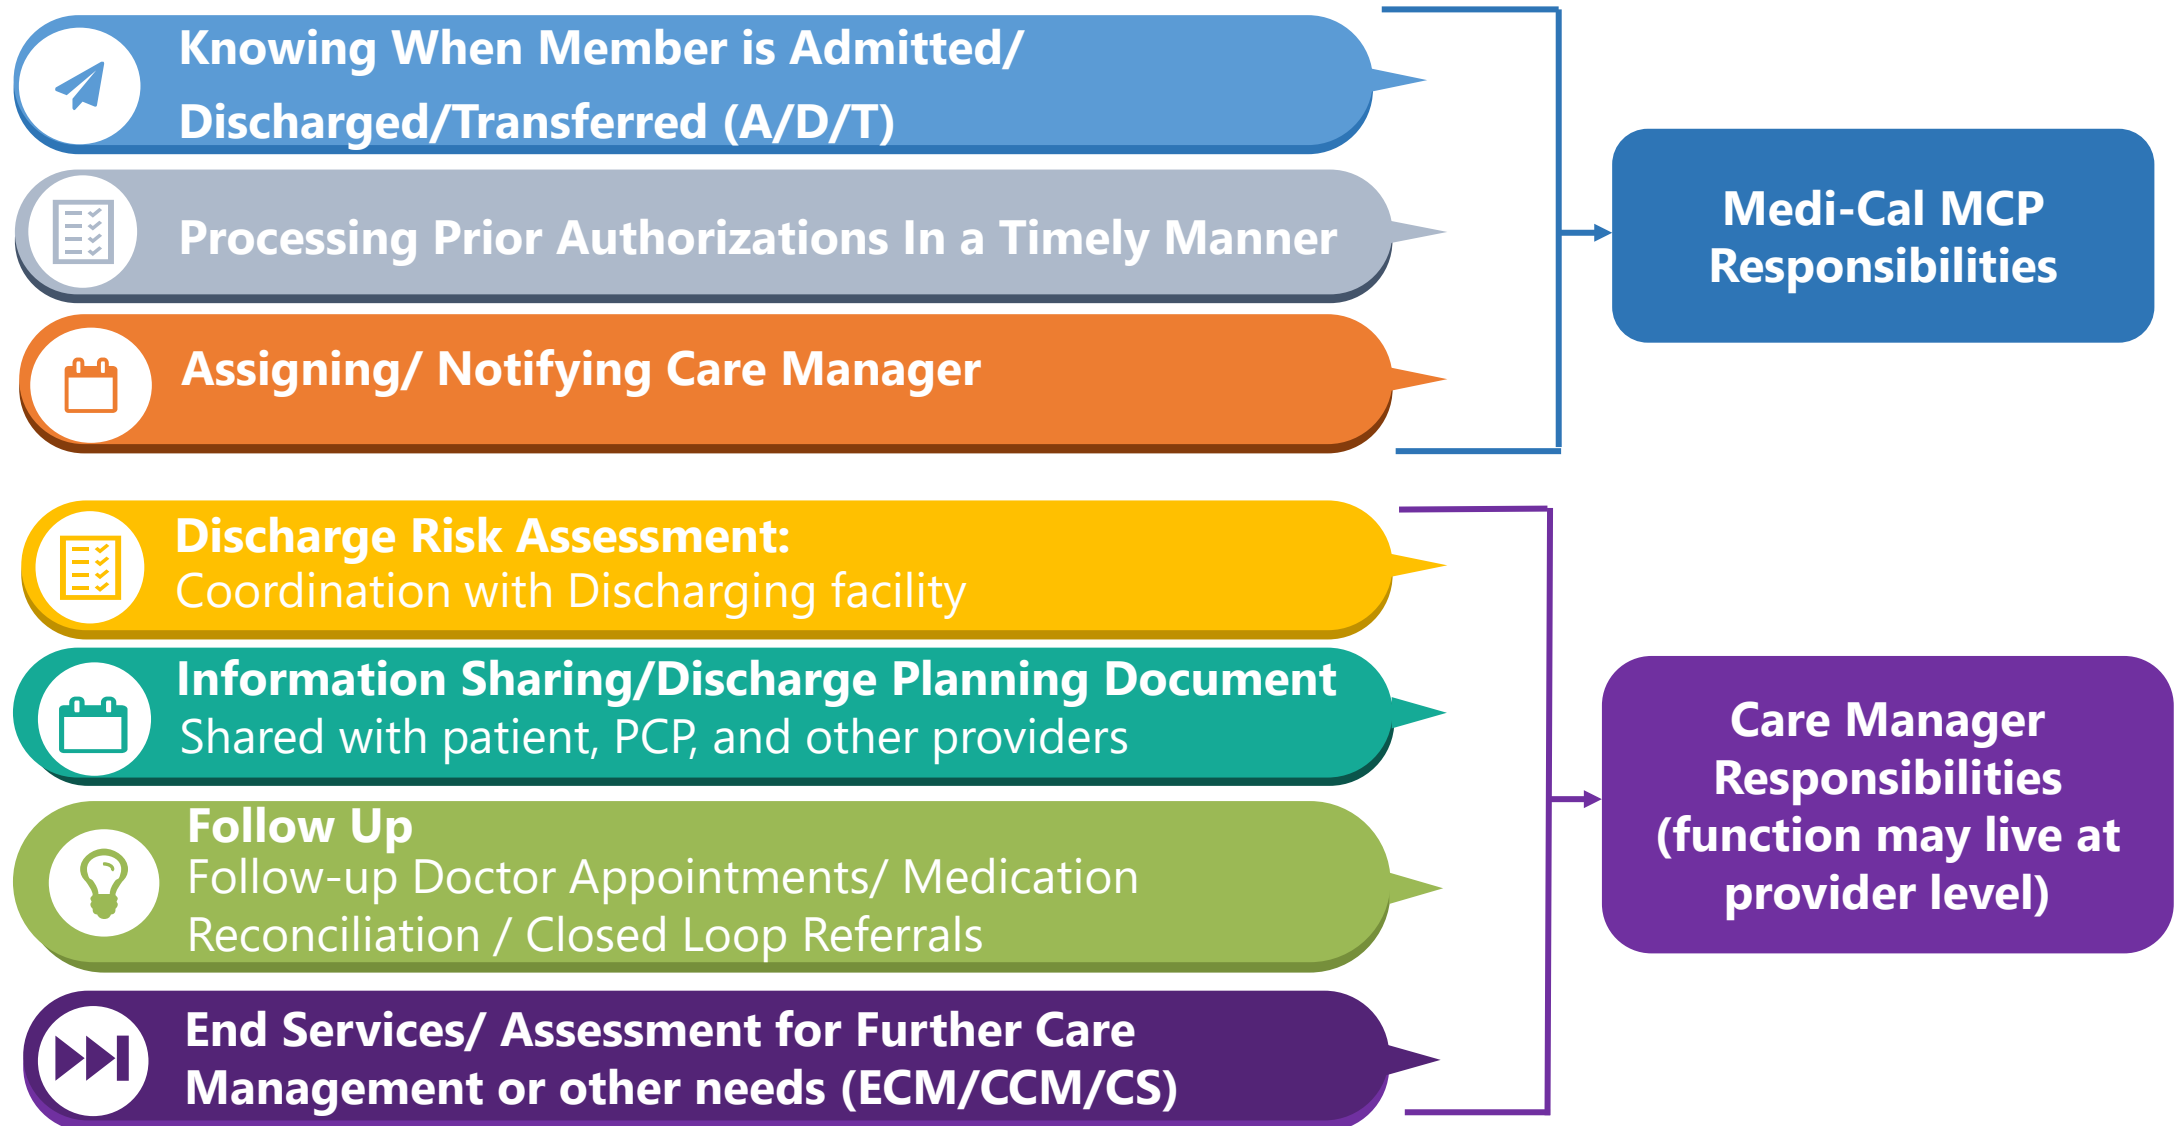 Knowing When Member is Admitted/
Discharged/Transferred (A/D/T)
Processing Prior Authorizations In a Timely Manner
Assigning/ Notifying Care Manager
Medi-Cal MCP
Responsibilities
Discharge Risk Assessment:
Coordination with Discharging facility
Information Sharing/Discharge Planning Document
Shared with patient, PCP, and other providers
Follow Up
Follow-up Doctor Appointments/ Medication
Reconciliation / Closed Loop Referrals
End Services/ Assessment for Further Care
Management or other needs (ECM/CCM/CS)
Care Manager
Responsibilities
(function may live at
provider level)